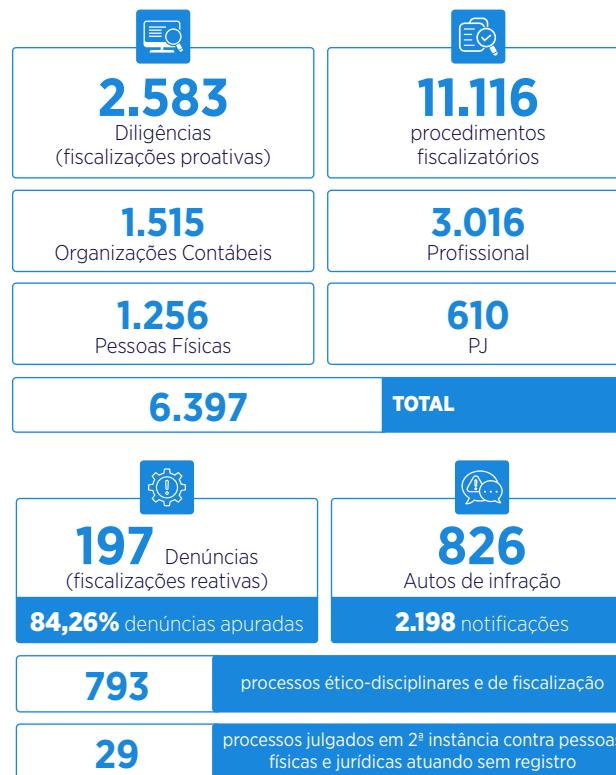 2.583
Diligências
(fiscalizações proativas)
11.116
procedimentos
fiscalizatórios
1.515
Organizações Contábeis
3.016
Profissional
1.256
Pessoas Físicas
610
PJ
6.397 TOTAL
197 Denúncias
(fiscalizações reativas)
84,26% denúncias apuradas
826
Autos de infração
2.198 notificações
793 processos ético-disciplinares e de fiscalização
29 processos julgados em 2ª instância contra pessoas
físicas e jurídicas atuando sem registro